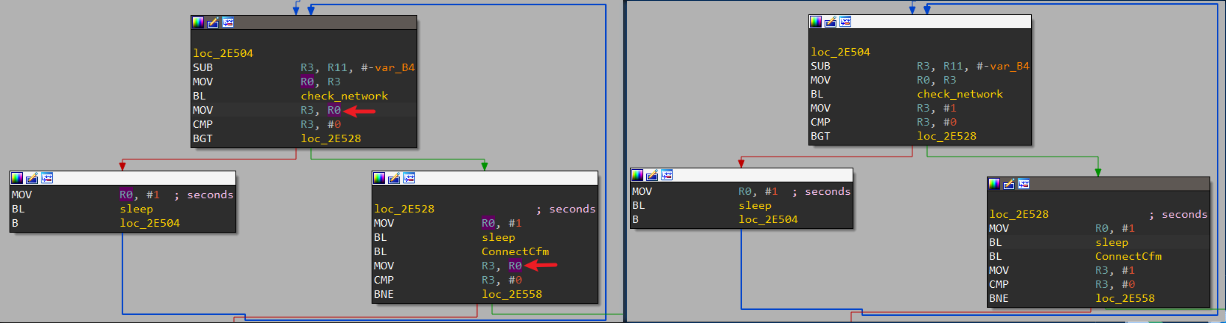 loc_2E504
SUB R3, R11, #-var_B4
MOV R0, R3
BL check_network
MOV R3, R0
CMP R3, #0
BGT loc_2E528
MOV R0, #1 ; seconds
BL sleep
B loc_2E504
loc_2E528 ; seconds
MOV R0, #1
BL sleep
BL ConnectCfm
MOV R3, R0
CMP R3, #0
BNE loc_2E558
loc_2E504
SUB R3, R11, #-var_B4
MOV R0, R3
BL check_network
MOV R3, #1
CMP R3, #0
BGT loc_2E528
MOV R0, #1 ; seconds
BL sleep
B loc_2E504
loc_2E528 ; seconds
MOV R0, #1
BL sleep
BL ConnectCfm
MOV R3, #1
CMP R3, #0
BNE loc_2E558